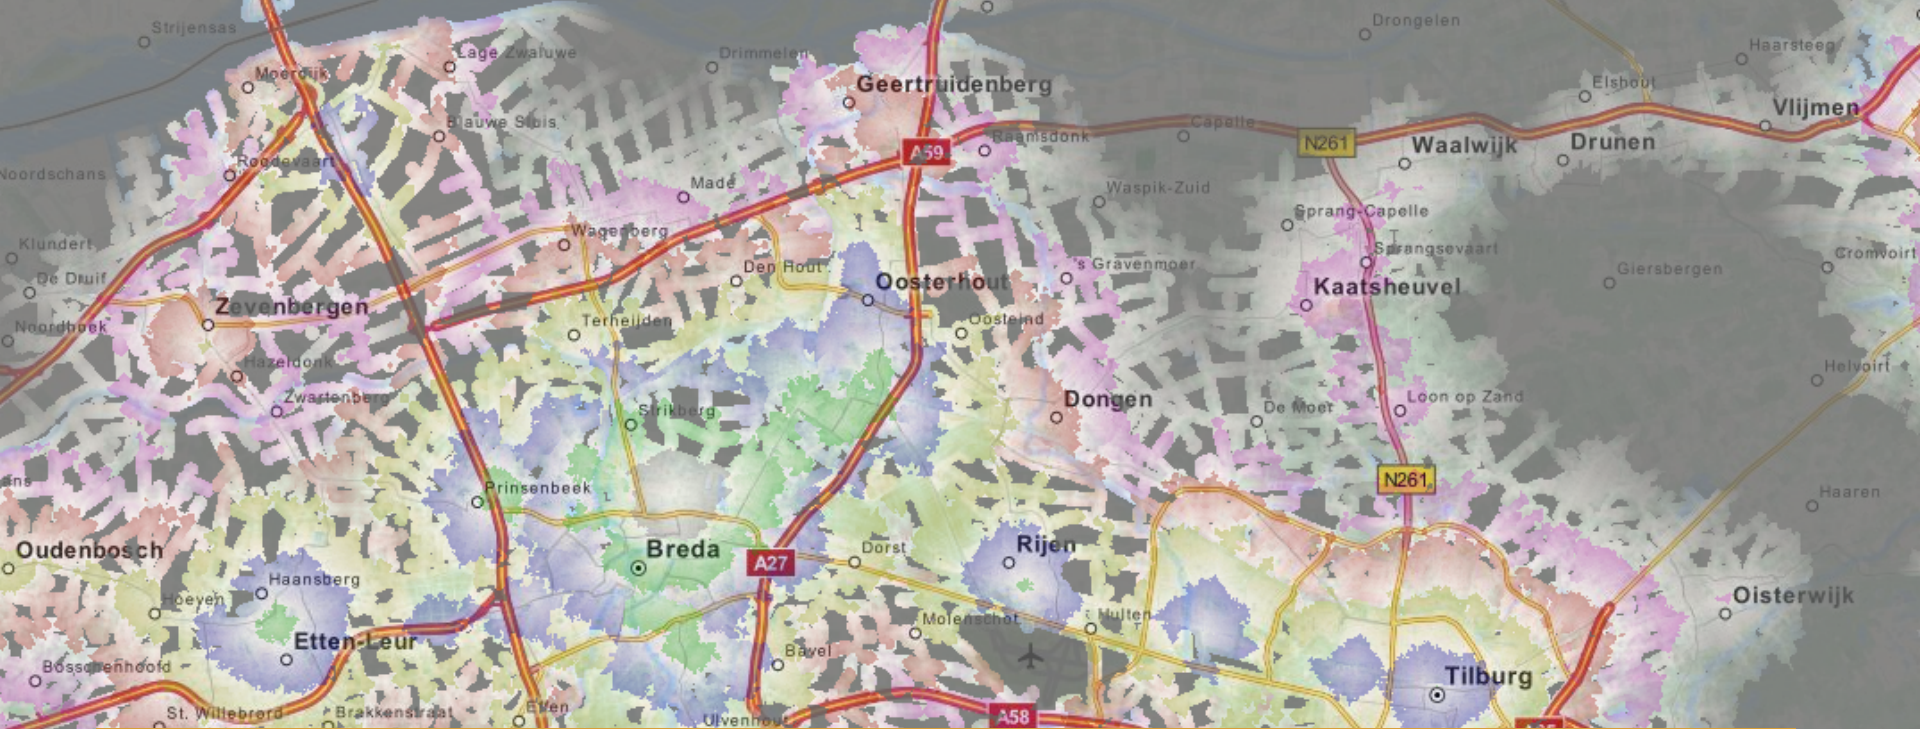 Strijensas
Drongelen
Haarsteeg
Lage Zwaluwe
Drimmelen
Moerdijk
Geertruidenberg
Elshout
Vlijmen
Blauwe Sluis
Capelle
Raamsdonk
A59
N261
Waalwijk
Drunen
Roodevaart
Noordschans
Made
Waspik-Zuid
Sprang-Capelle
Wagenberg
Sprangsevaart
Klundert
Cromvoirt
De Druif
Den Hout
's Gravenmoer
Giersbergen
Oosterhout
Kaatsheuvel
Zevenbergen
Terheijden
Oosteind
Noordhoek
Hazeldonk
Helvoirt
Zwartenberg
Dongen
Loon op Zand
Strikberg
De Moer
N261
Prinsenbeek
Haaren
Oudenbosch
Breda
A27
Dorst
Rijen
Haansberg
Hoeven
Oisterwijk
Molenschot
Hulten
Etten-Leur
Bavel
Bosschenhoofd
Tilburg
St. Willebrord
Brakkenstraat
Effen
Ulvenhout
A58